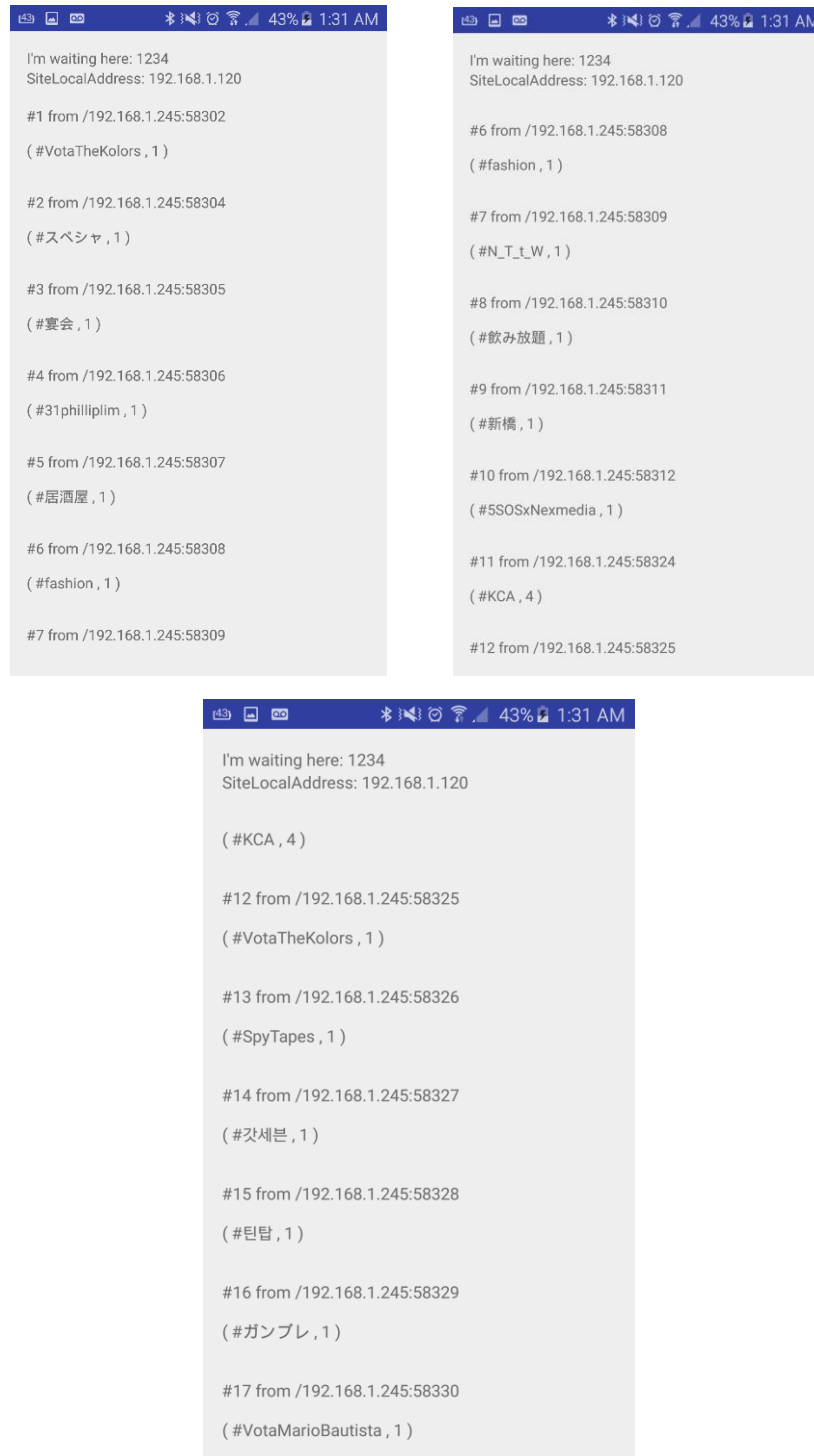 43 43% 1:31 AM
I'm waiting here: 1234
SiteLocalAddress: 192.168.1.120
#1 from /192.168.1.245:58302
( #VotaTheKolors , 1 )
#2 from /192.168.1.245:58304
( #スペシャ , 1 )
#3 from /192.168.1.245:58305
( #宴会 , 1 )
#4 from /192.168.1.245:58306
( #31philliplim , 1 )
#5 from /192.168.1.245:58307
( #居酒屋 , 1 )
#6 from /192.168.1.245:58308
( #fashion , 1 )
#7 from /192.168.1.245:58309
43 43% 1:31 AM
I'm waiting here: 1234
SiteLocalAddress: 192.168.1.120
#6 from /192.168.1.245:58308
( #fashion , 1 )
#7 from /192.168.1.245:58309
( #N_T_t_W , 1 )
#8 from /192.168.1.245:58310
( #飲み放題 , 1 )
#9 from /192.168.1.245:58311
( #新橋 , 1 )
#10 from /192.168.1.245:58312
( #5SOSxNexmedia , 1 )
#11 from /192.168.1.245:58324
( #KCA , 4 )
#12 from /192.168.1.245:58325
43 43% 1:31 AM
I'm waiting here: 1234
SiteLocalAddress: 192.168.1.120
( #KCA , 4 )
#12 from /192.168.1.245:58325
( #VotaTheKolors , 1 )
#13 from /192.168.1.245:58326
( #SpyTapes , 1 )
#14 from /192.168.1.245:58327
( #갓세븐 , 1 )
#15 from /192.168.1.245:58328
( #틴탑 , 1 )
#16 from /192.168.1.245:58329
( #ガンブレ , 1 )
#17 from /192.168.1.245:58330
( #VotaMarioBautista , 1 )